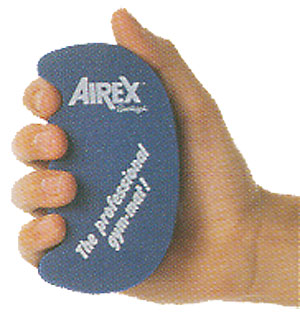 AIREX
The professional
gym-mat!